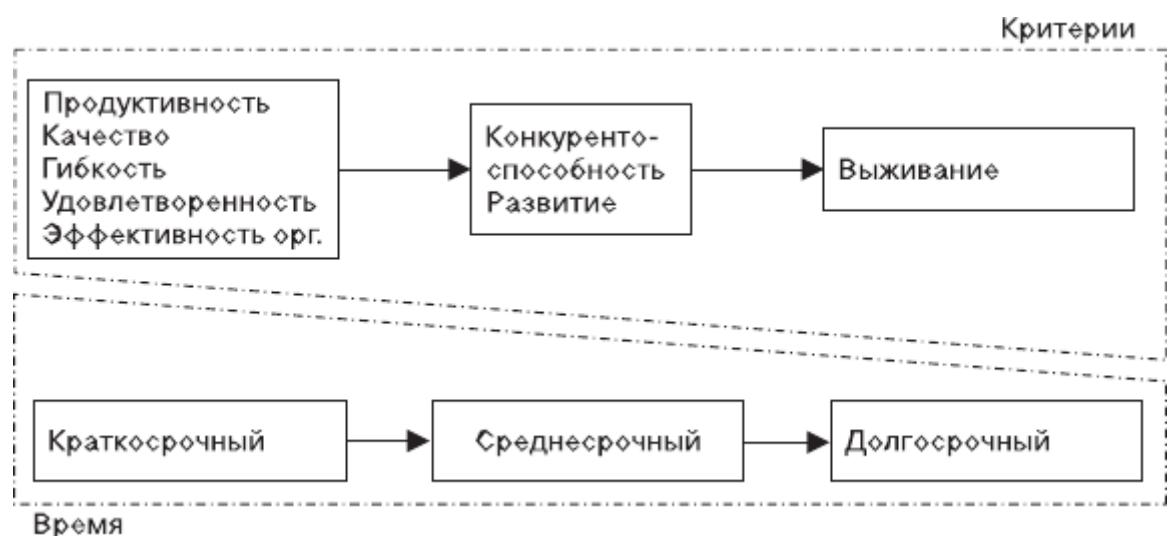 Критерии
Продуктивность
Качество
Гибкость
Удовлетворенность
Эффективность орг.
Конкуренто-
способность
Развитие
Выживание
Краткосрочный
Среднесрочный
Долгосрочный
Время